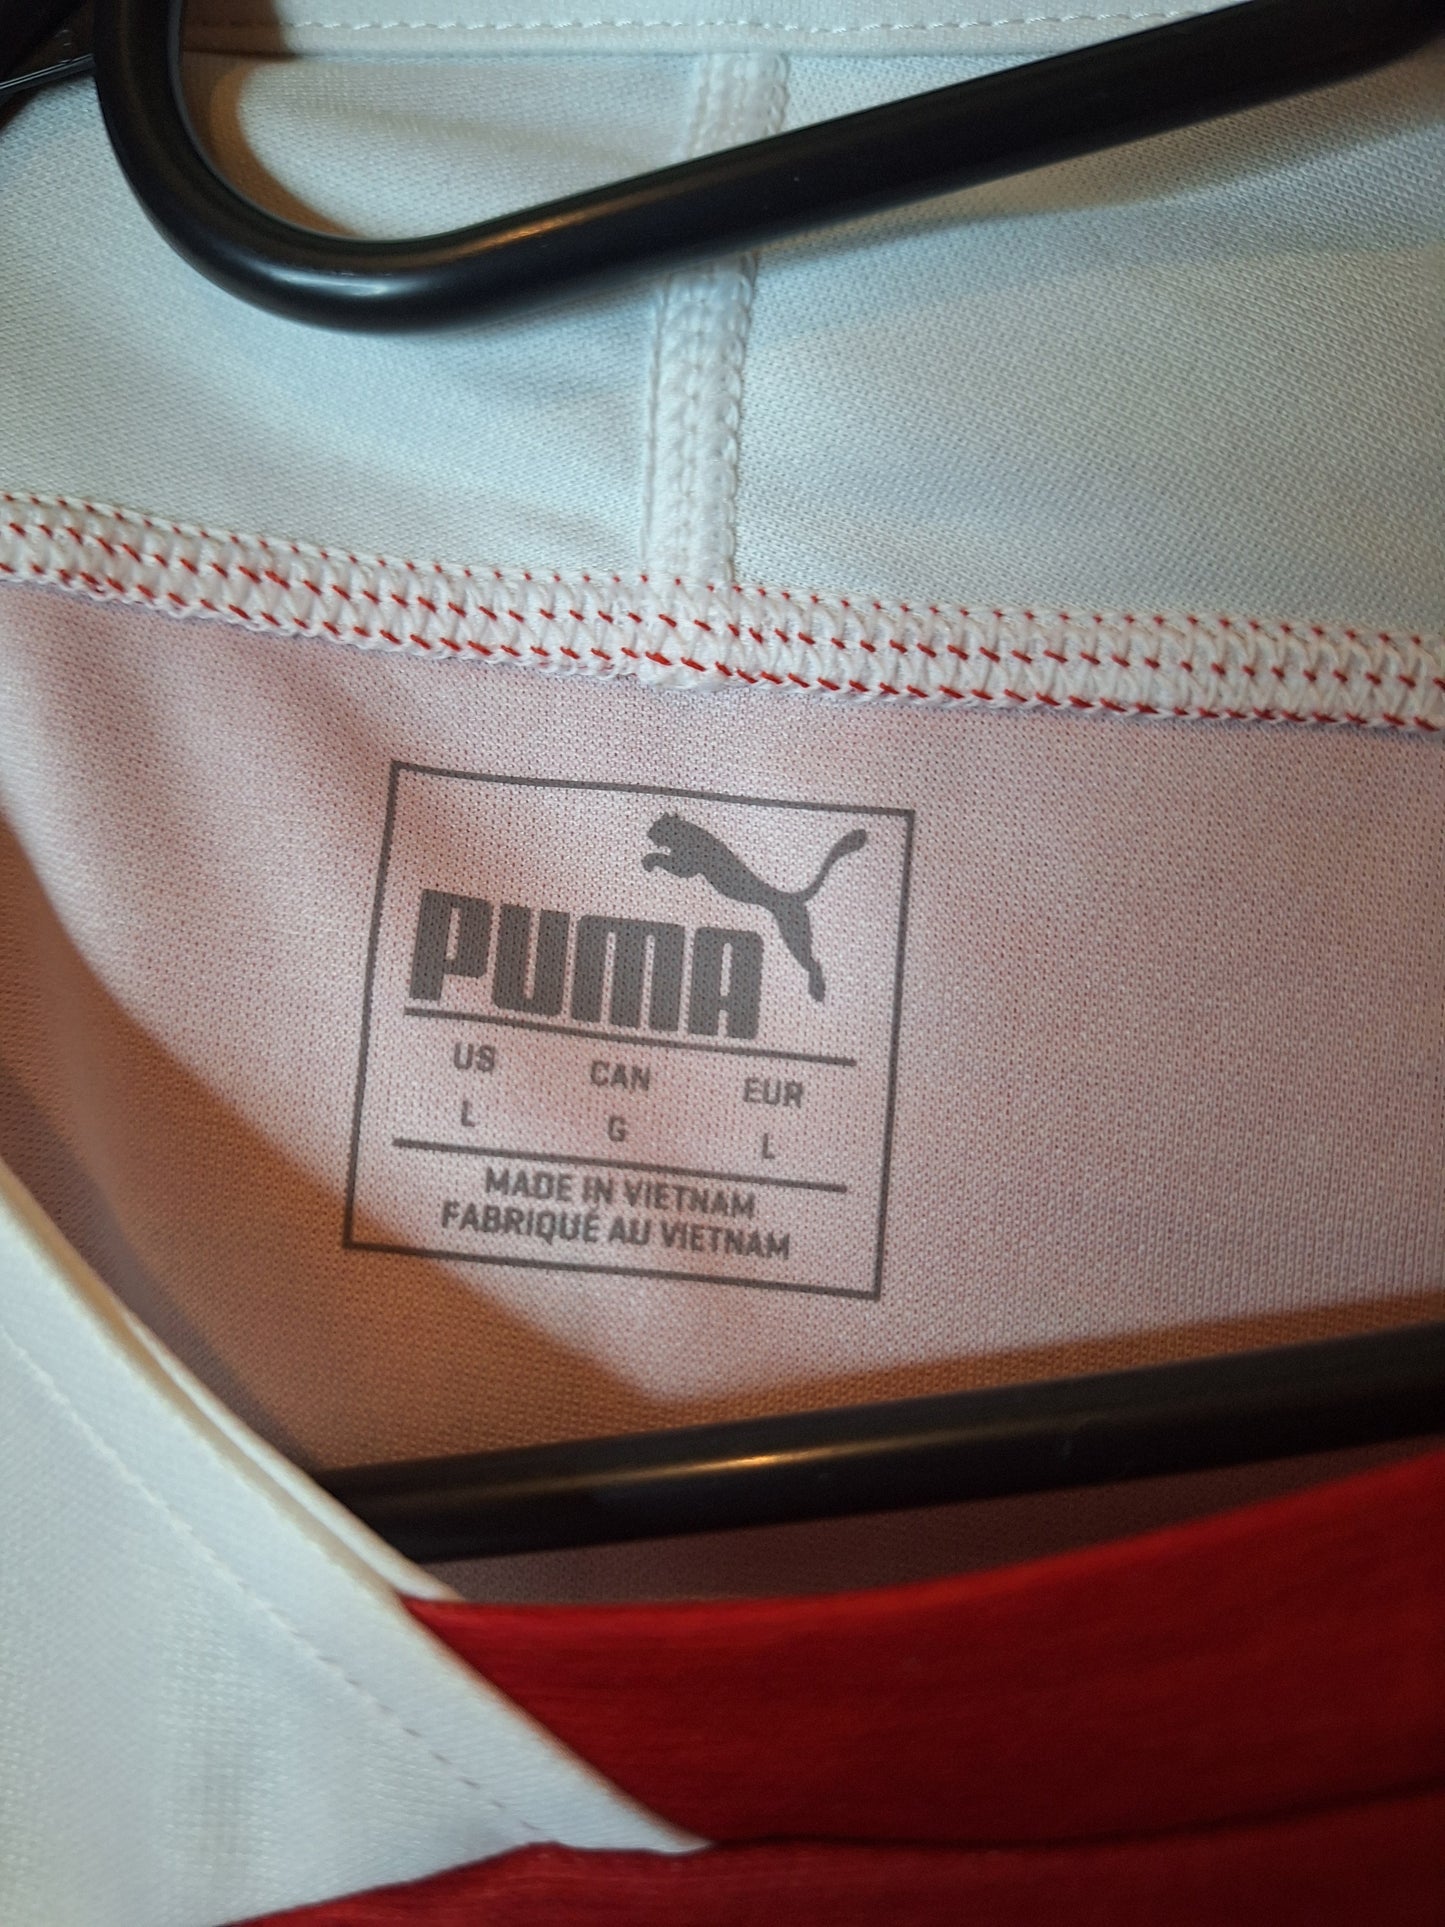 PUMA
US CAN EUR
L G L
MADE IN VIETNAM
FABRIQUÉ AU VIETNAM